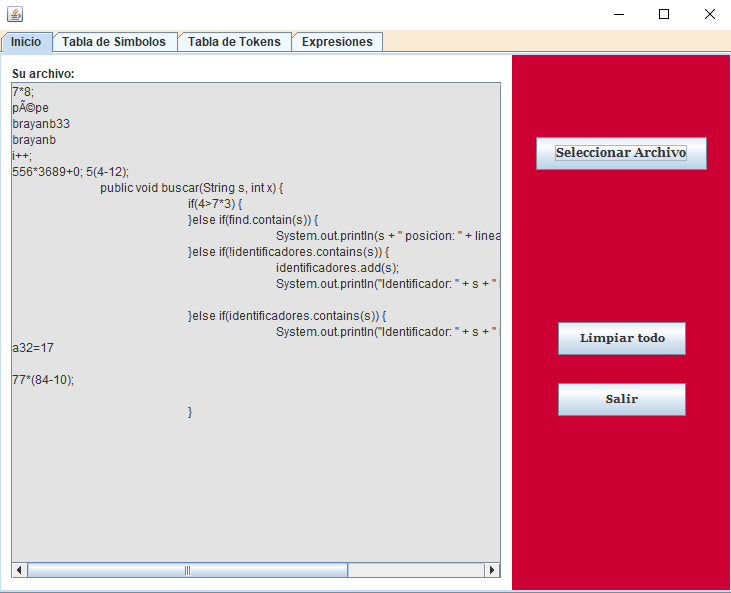 Inicio Tabla de Simbolos Tabla de Tokens Expresiones
Su archivo:
7*8;
pÃ©pe
brayanb33
brayanb
i++;
556*3689+0; 5(4-12);
public void buscar(String s, int x) {
if(4>7*3) {
}else if(find.contain(s)) {
System.out.println(s + " posicion: " + linea
}else if(!identificadores.contains(s)) {
identificadores.add(s);
System.out.println("Identificador: " + s + "
}else if(identificadores.contains(s)) {
System.out.println("Identificador: " + s + "
a32=17
77*(84-10);
}
Seleccionar Archivo
Limpiar todo
Salir